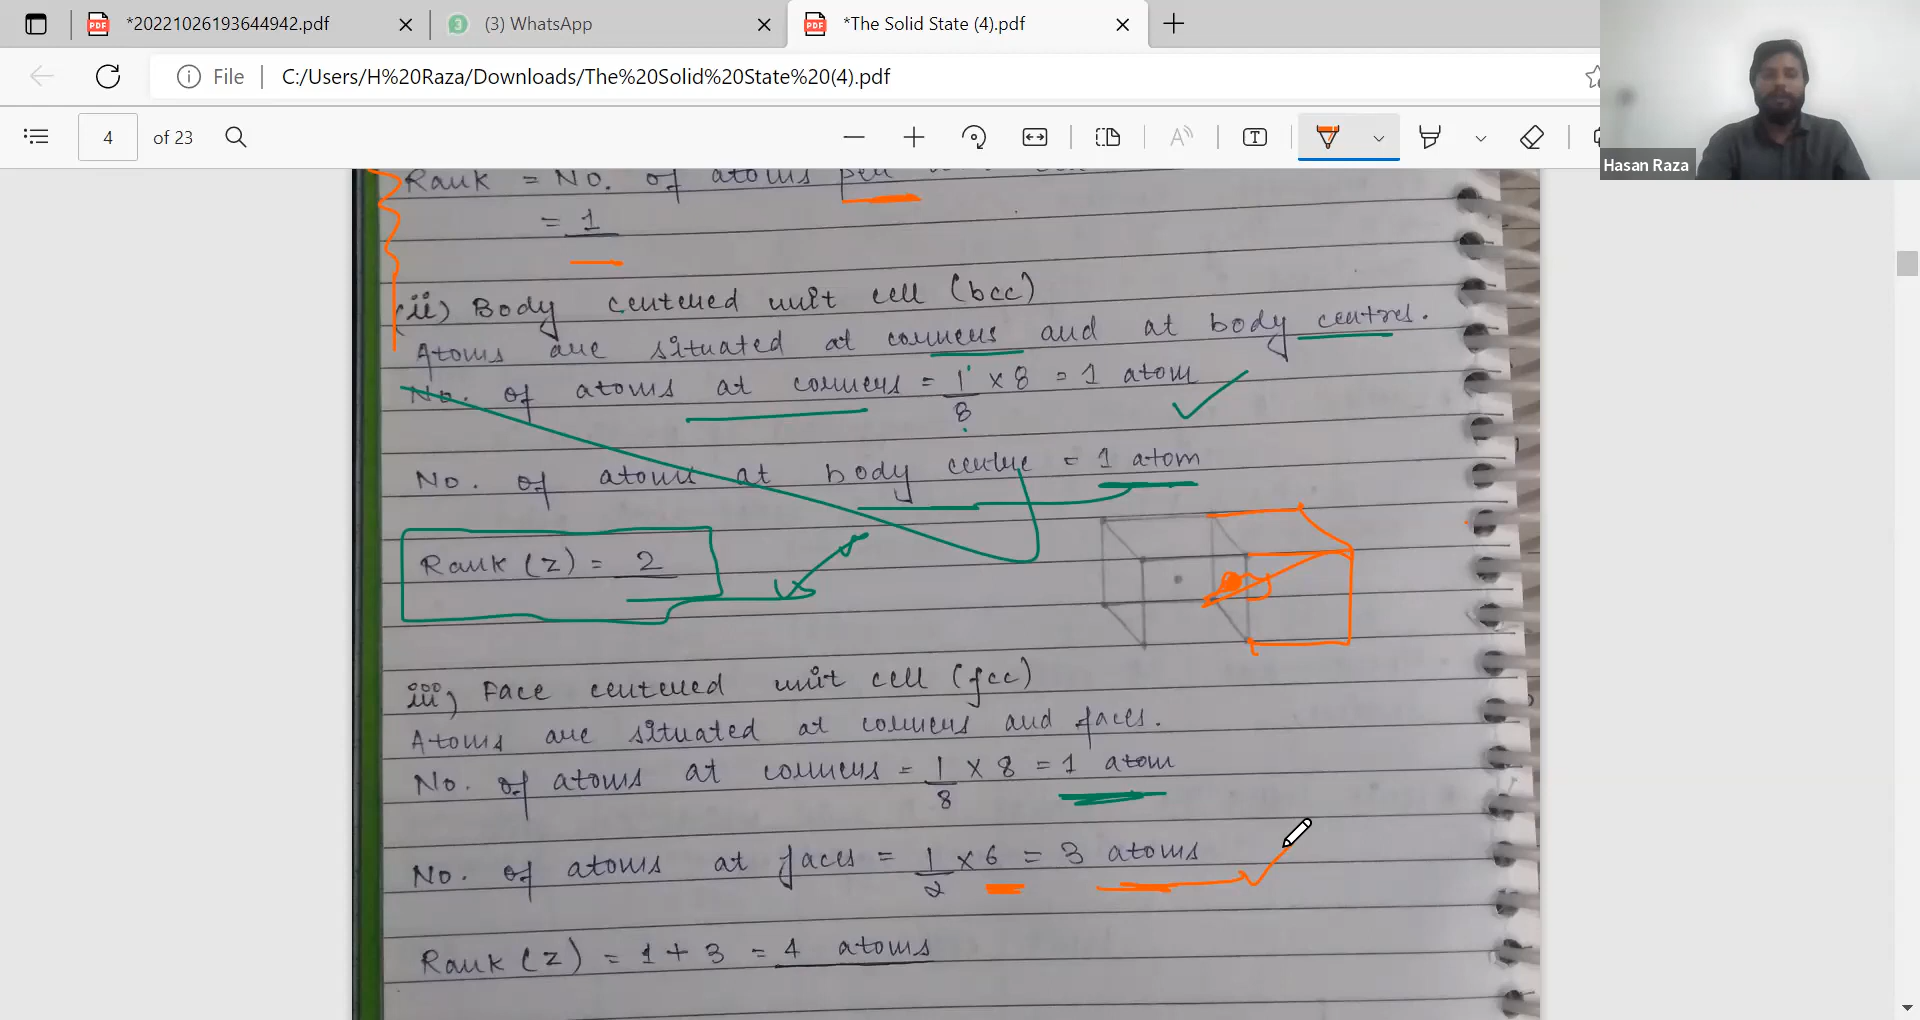 *20221026193644942.pdf
(3) WhatsApp
*The Solid State (4).pdf
File
C:/Users/H%20Raza/Downloads/The%20Solid%20State%20(4).pdf
4 of 23
Hasan Raza
Rank = No. of atoms per
= 1
(ii) Body centered unit cell (bcc)
Atoms are situated at corners and at body centres.
No. of atoms at corners = 1/8 × 8 = 1 atom
No. of atoms at body centre = 1 atom
Rank (z) = 2
iii) Face centered unit cell (fcc)
Atoms are situated at corners and faces.
No. of atoms at corners = 1/8 × 8 = 1 atom
No. of atoms at faces = 1/2 × 6 = 3 atoms
Rank (z) = 1 + 3 = 4 atoms